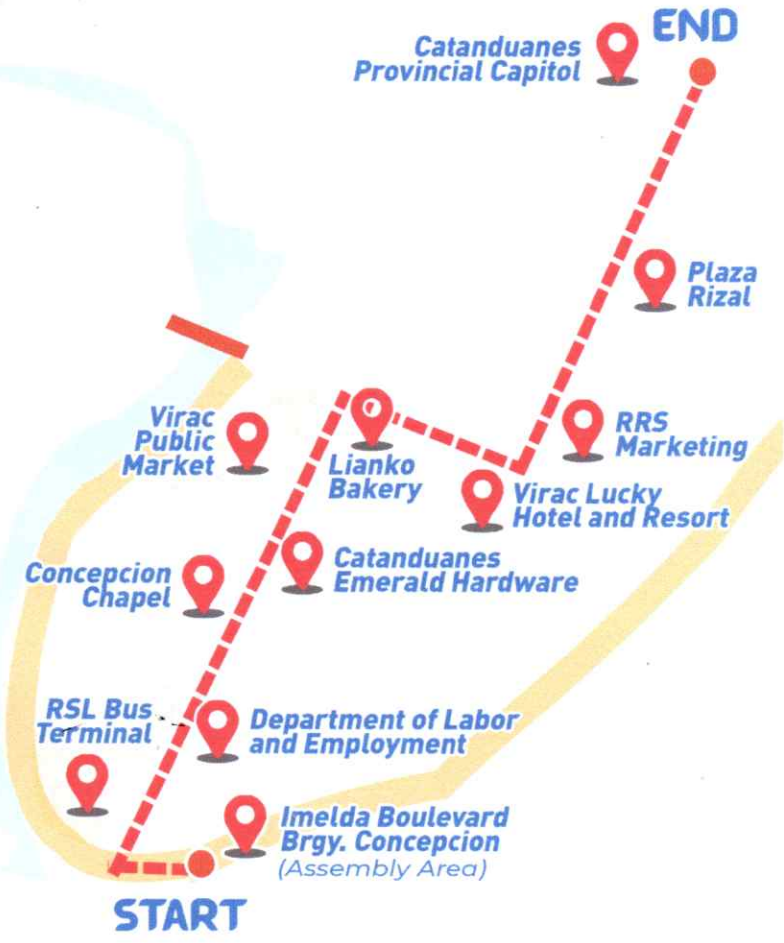 END
Catanduanes
Provincial Capitol
Plaza
Rizal
Virac
Public
Market
Lianko
Bakery
RRS
Marketing
Virac Lucky
Hotel and Resort
Concepcion
Chapel
Catanduanes
Emerald Hardware
RSL Bus
Terminal
Department of Labor
and Employment
Imelda Boulevard
Brgy. Concepcion
(Assembly Area)
START